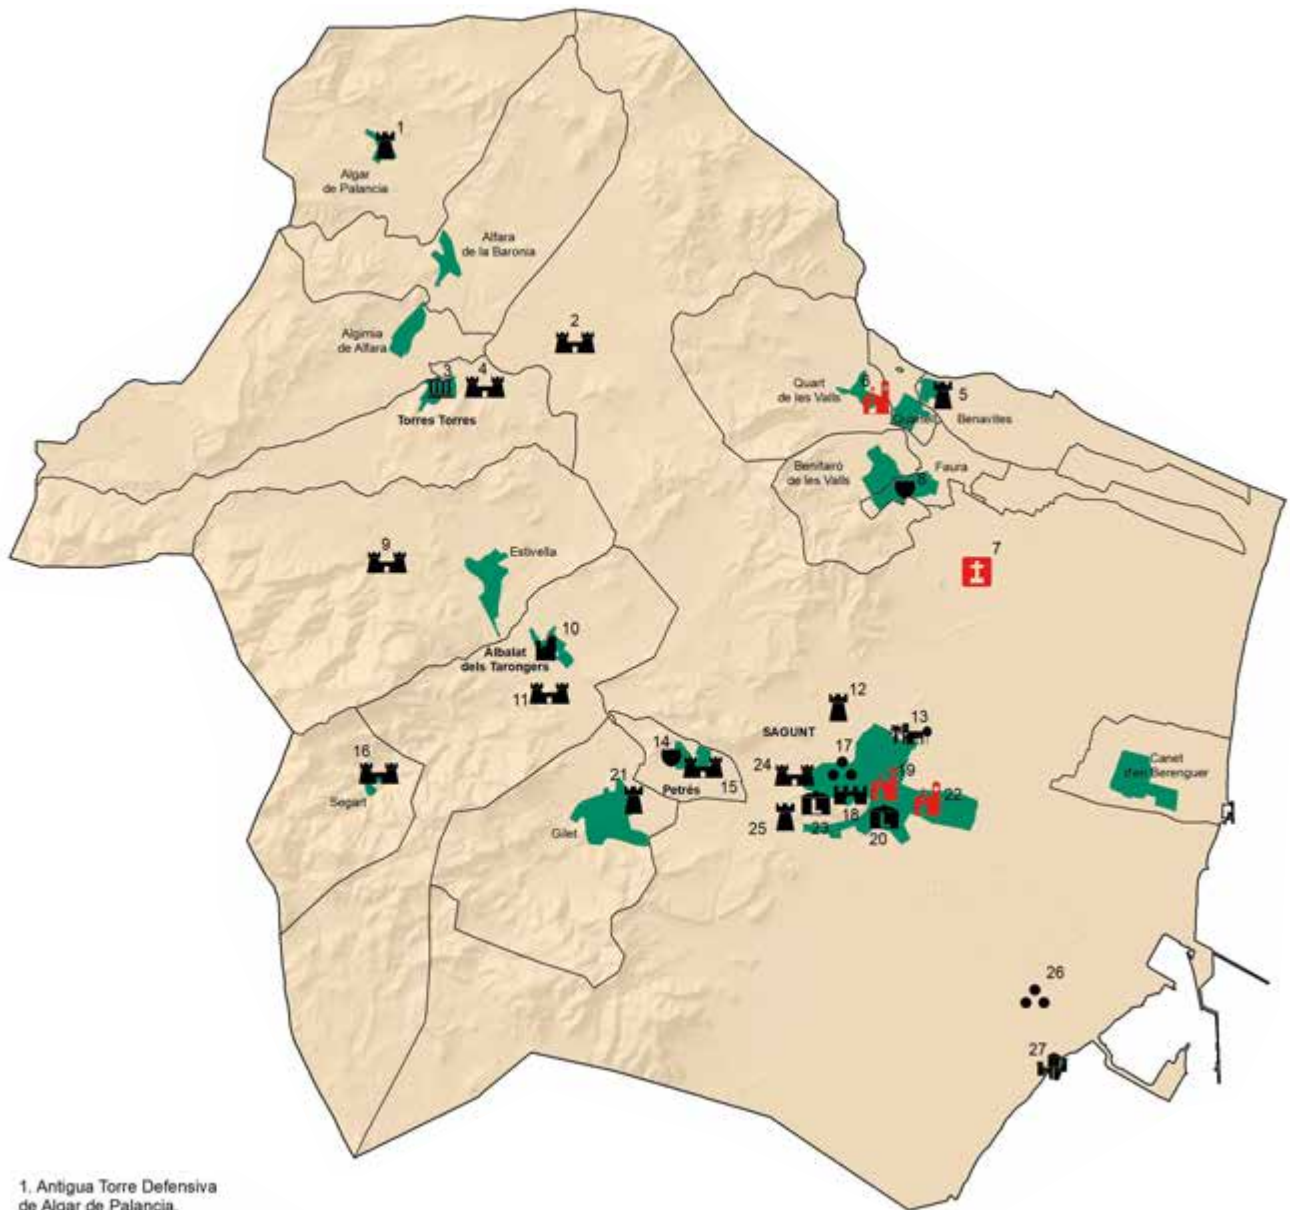 1
Algar
de Palancia
Alfara
de la Baronia
2
Algimia
de Alfara
3
4
Torres Torres
Quart
de les Valls
6
5
Benavites
Benifairó
de les Valls
Faura
8
7
9
Estivella
10
Albalat
dels Tarongers
11
12
SAGUNT
13
14
17
16
24
19
Canet
d'en Berenguer
21
15
Petrés
Segart
22
18
25
23
Gilet
20
26
27
1. Antigua Torre Defensiva
de Algar de Palancia.